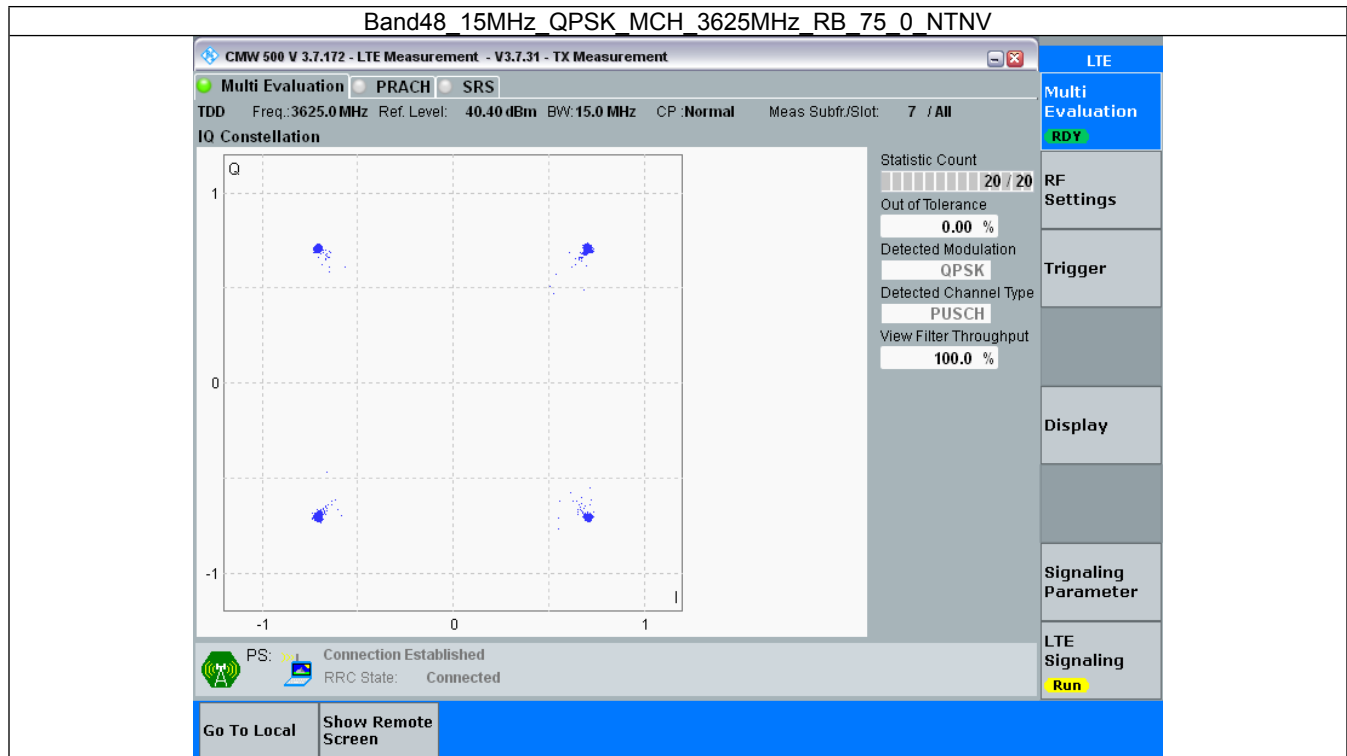 Band48_15MHz_QPSK_MCH_3625MHz_RB_75_0_NTNV
CMW 500 V 3.7.172 - LTE Measurement - V3.7.31 - TX Measurement
LTE
Multi Evaluation PRACH SRS
TDD Freq.:3625.0 MHz Ref. Level: 40.40 dBm BW:15.0 MHz CP :Normal Meas Subfr./Slot: 7 / All
IQ Constellation
Q
1
0
-1
I
-1 0 1
Statistic Count
20 / 20
Out of Tolerance
0.00 %
Detected Modulation
QPSK
Detected Channel Type
PUSCH
View Filter Throughput
100.0 %
Multi
Evaluation
RDY
RF
Settings
Trigger
Display
Signaling
Parameter
LTE
Signaling
Run
PS: Connection Established
RRC State: Connected
Go To Local
Show Remote
Screen